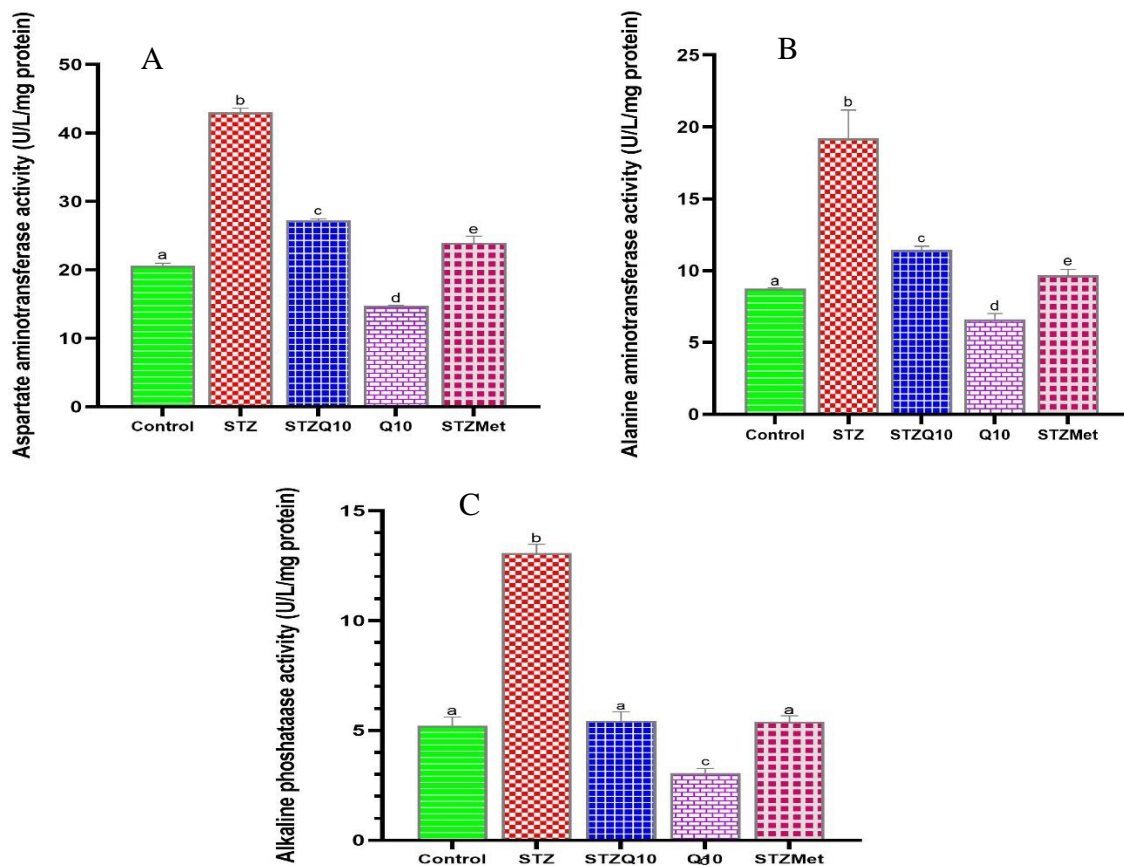 A
Aspartate aminotransferase activity (U/L/mg protein)
50
40
30
20
10
0
a
b
c
d
e
Control STZ STZQ10 Q10 STZMet
B
Alanine aminotransferase activity (U/L/mg protein)
25
20
15
10
5
0
a
b
c
d
e
Control STZ STZQ10 Q10 STZMet
C
Alkaline phoshataase activity (U/L/mg protein)
15
10
5
0
a
b
a
c
a
Control STZ STZQ10 Q10 STZMet